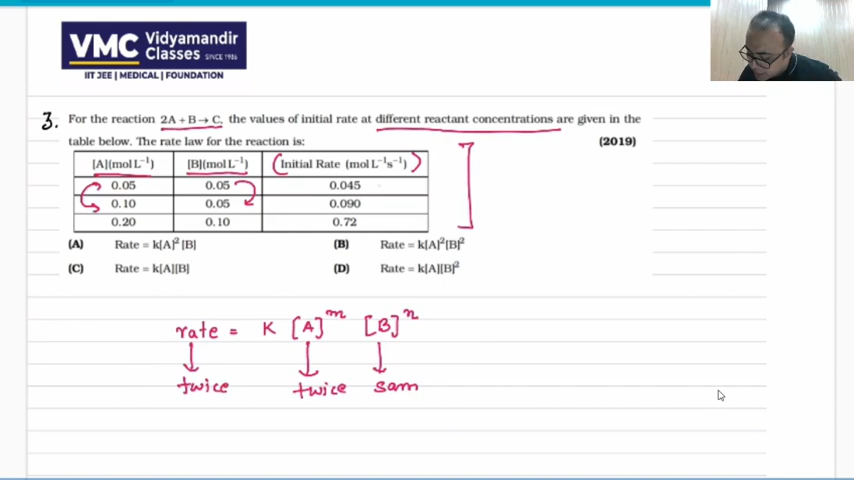 VMC Vidyamandir
Classes SINCE 1986
IIT JEE | MEDICAL | FOUNDATION
3. For the reaction 2A + B → C, the values of initial rate at different reactant concentrations are given in the
table below. The rate law for the reaction is: (2019)
[A](mol L⁻¹) [B](mol L⁻¹) (Initial Rate (mol L⁻¹s⁻¹))
0.05 0.05 0.045
0.10 0.05 0.090
0.20 0.10 0.72
(A) Rate = k[A]² [B] (B) Rate = k[A]²[B]²
(C) Rate = k[A][B] (D) Rate = k[A][B]²
rate = K [A]ᵐ [B]ⁿ
twice twice sam